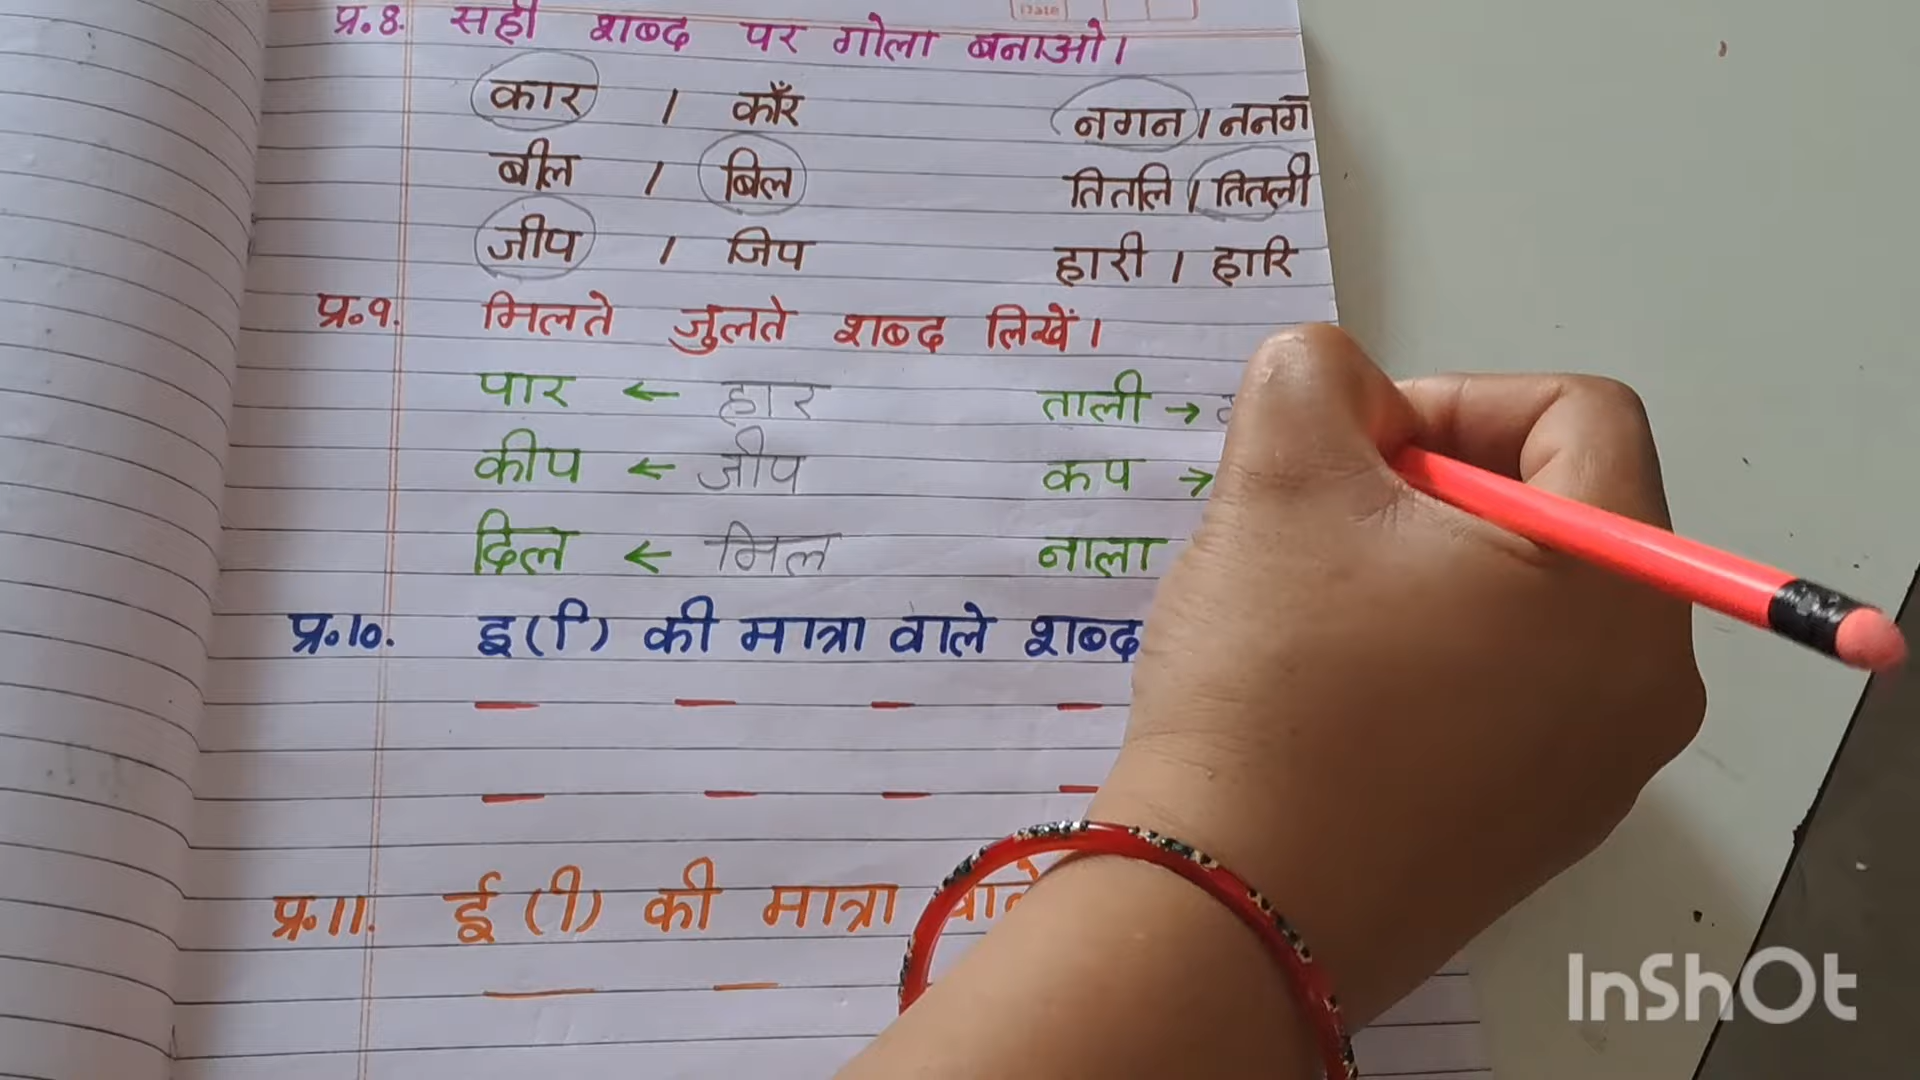 Date
प्र.8. सही शब्द पर गोला बनाओ।
कार / काँर नगन / ननग
बील / बिल तितलि / तितली
जीप / जिप हारी / हारि
प्र.9. मिलते जुलते शब्द लिखें।
पार ← हार ताली →
कीप ← जीप कप →
दिल ← मिल नाला
प्र.10. इ (ि) की मात्रा वाले शब्द
प्र.11. ई (ी) की मात्रा वाले
InShOt